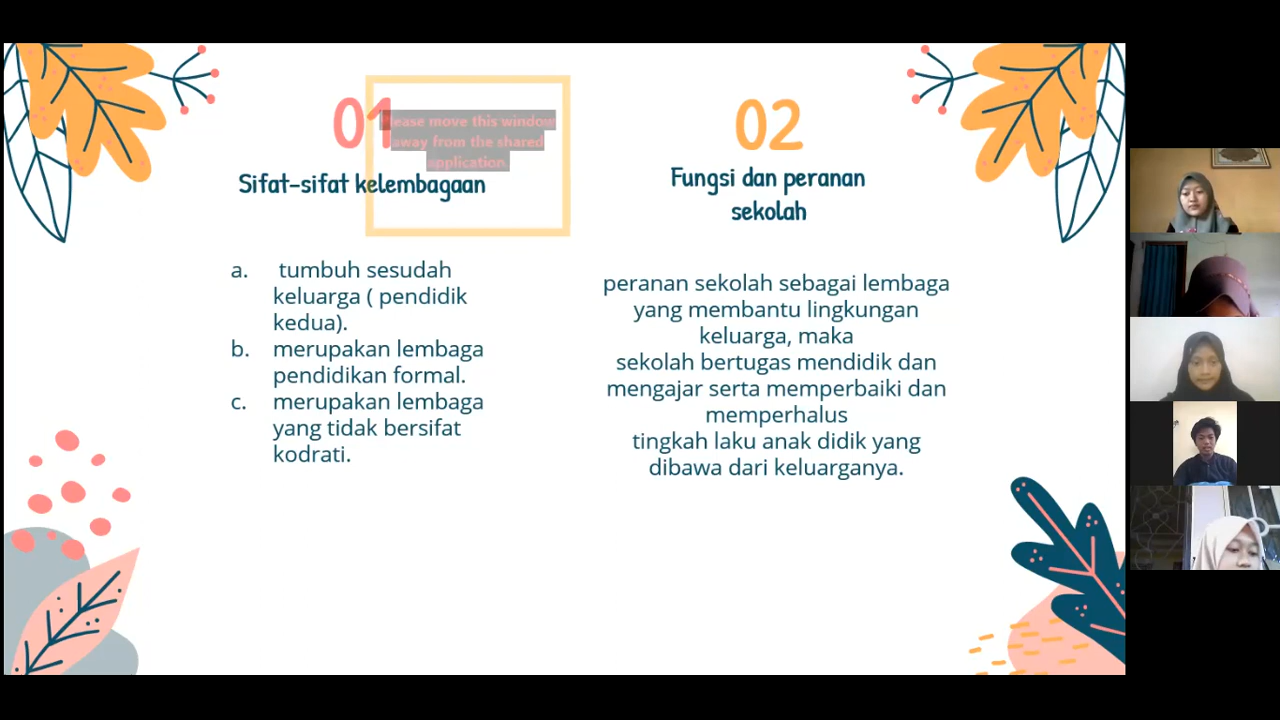 01
Please move this window
away from the shared
application.
Sifat-sifat kelembagaan
a. tumbuh sesudah
keluarga ( pendidik
kedua).
b. merupakan lembaga
pendidikan formal.
c. merupakan lembaga
yang tidak bersifat
kodrati.
02
Fungsi dan peranan
sekolah
peranan sekolah sebagai lembaga
yang membantu lingkungan
keluarga, maka
sekolah bertugas mendidik dan
mengajar serta memperbaiki dan
memperhalus
tingkah laku anak didik yang
dibawa dari keluarganya.